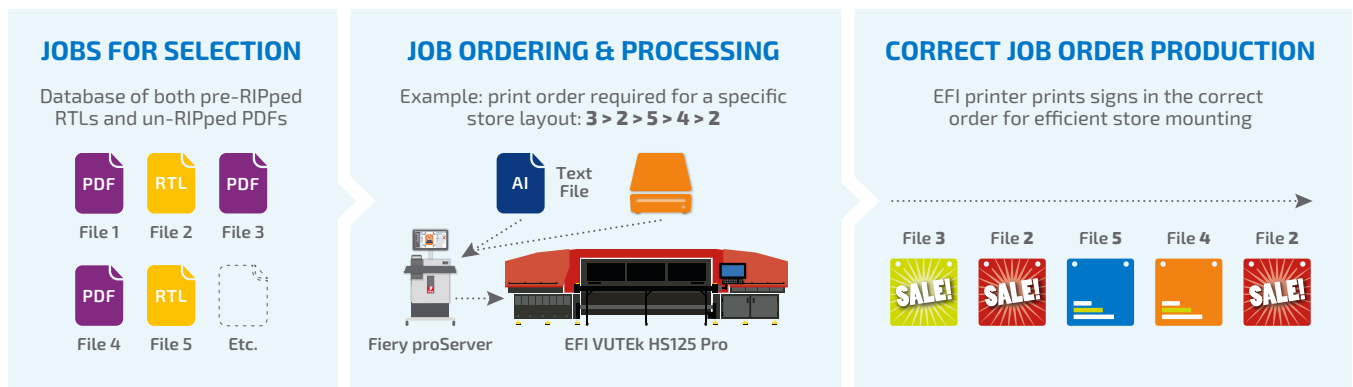 JOBS FOR SELECTION
Database of both pre-RIPped
RTLs and un-RIPped PDFs
PDF
RTL
PDF
File 1
File 2
File 3
PDF
RTL
File 4
File 5
Etc.
JOB ORDERING & PROCESSING
Example: print order required for a specific
store layout: 3 > 2 > 5 > 4 > 2
AI
Text
File
Fiery proServer
EFI VUTEk HS125 Pro
CORRECT JOB ORDER PRODUCTION
EFI printer prints signs in the correct
order for efficient store mounting
File 3
File 2
File 5
File 4
File 2
SALE!
SALE!
SALE!